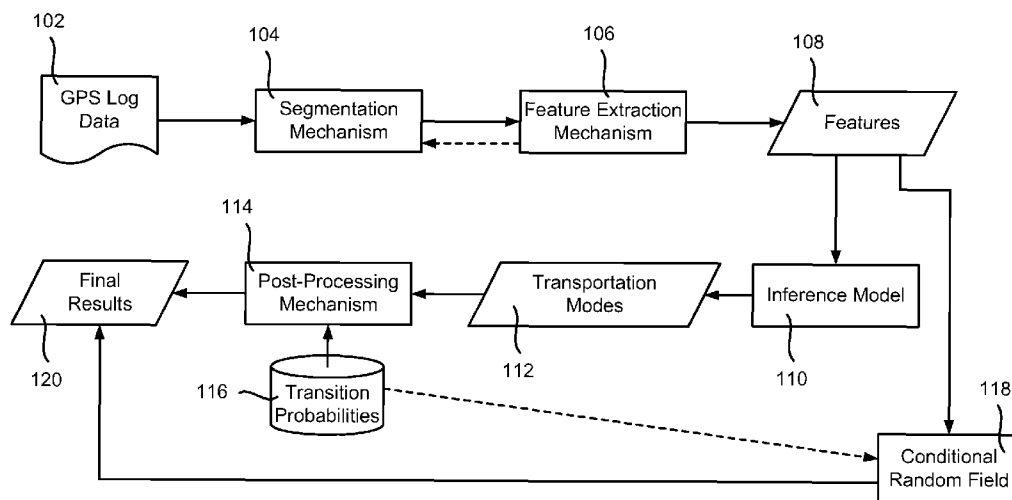 102
104
106
108
GPS Log
Data
Segmentation
Mechanism
Feature Extraction
Mechanism
Features
114
Final
Results
Post-Processing
Mechanism
Transportation
Modes
Inference Model
120
116
Transition
Probabilities
112
110
118
Conditional
Random Field